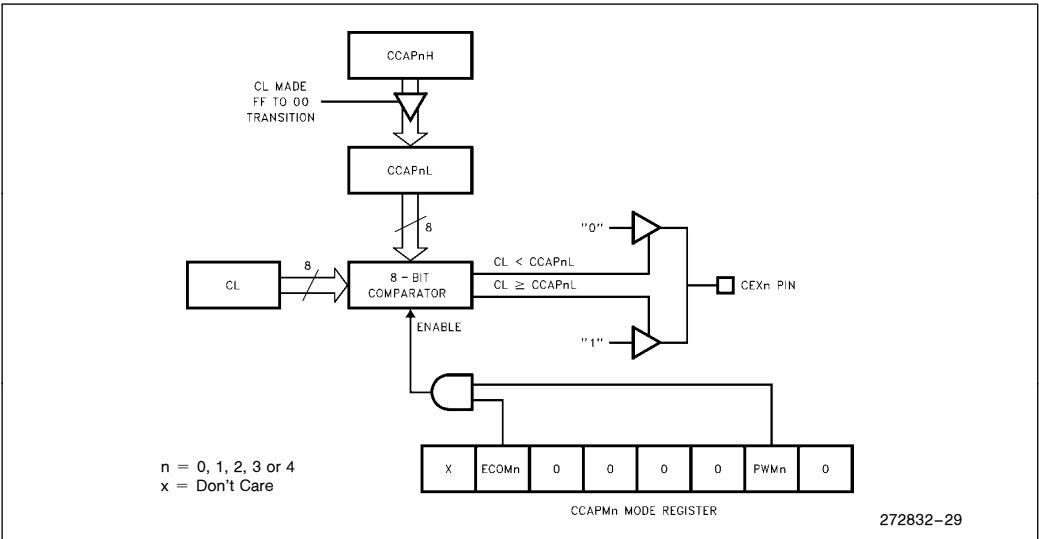 CCAPnH
CL MADE
FF TO 00
TRANSITION
CCAPnL
8
"0"
8
CL < CCAPnL
CL
8 – BIT
COMPARATOR
CL ≥ CCAPnL
CEXn PIN
ENABLE
"1"
n = 0, 1, 2, 3 or 4
x = Don't Care
X ECOMn 0 0 0 0 PWMn 0
CCAPMn MODE REGISTER
272832–29